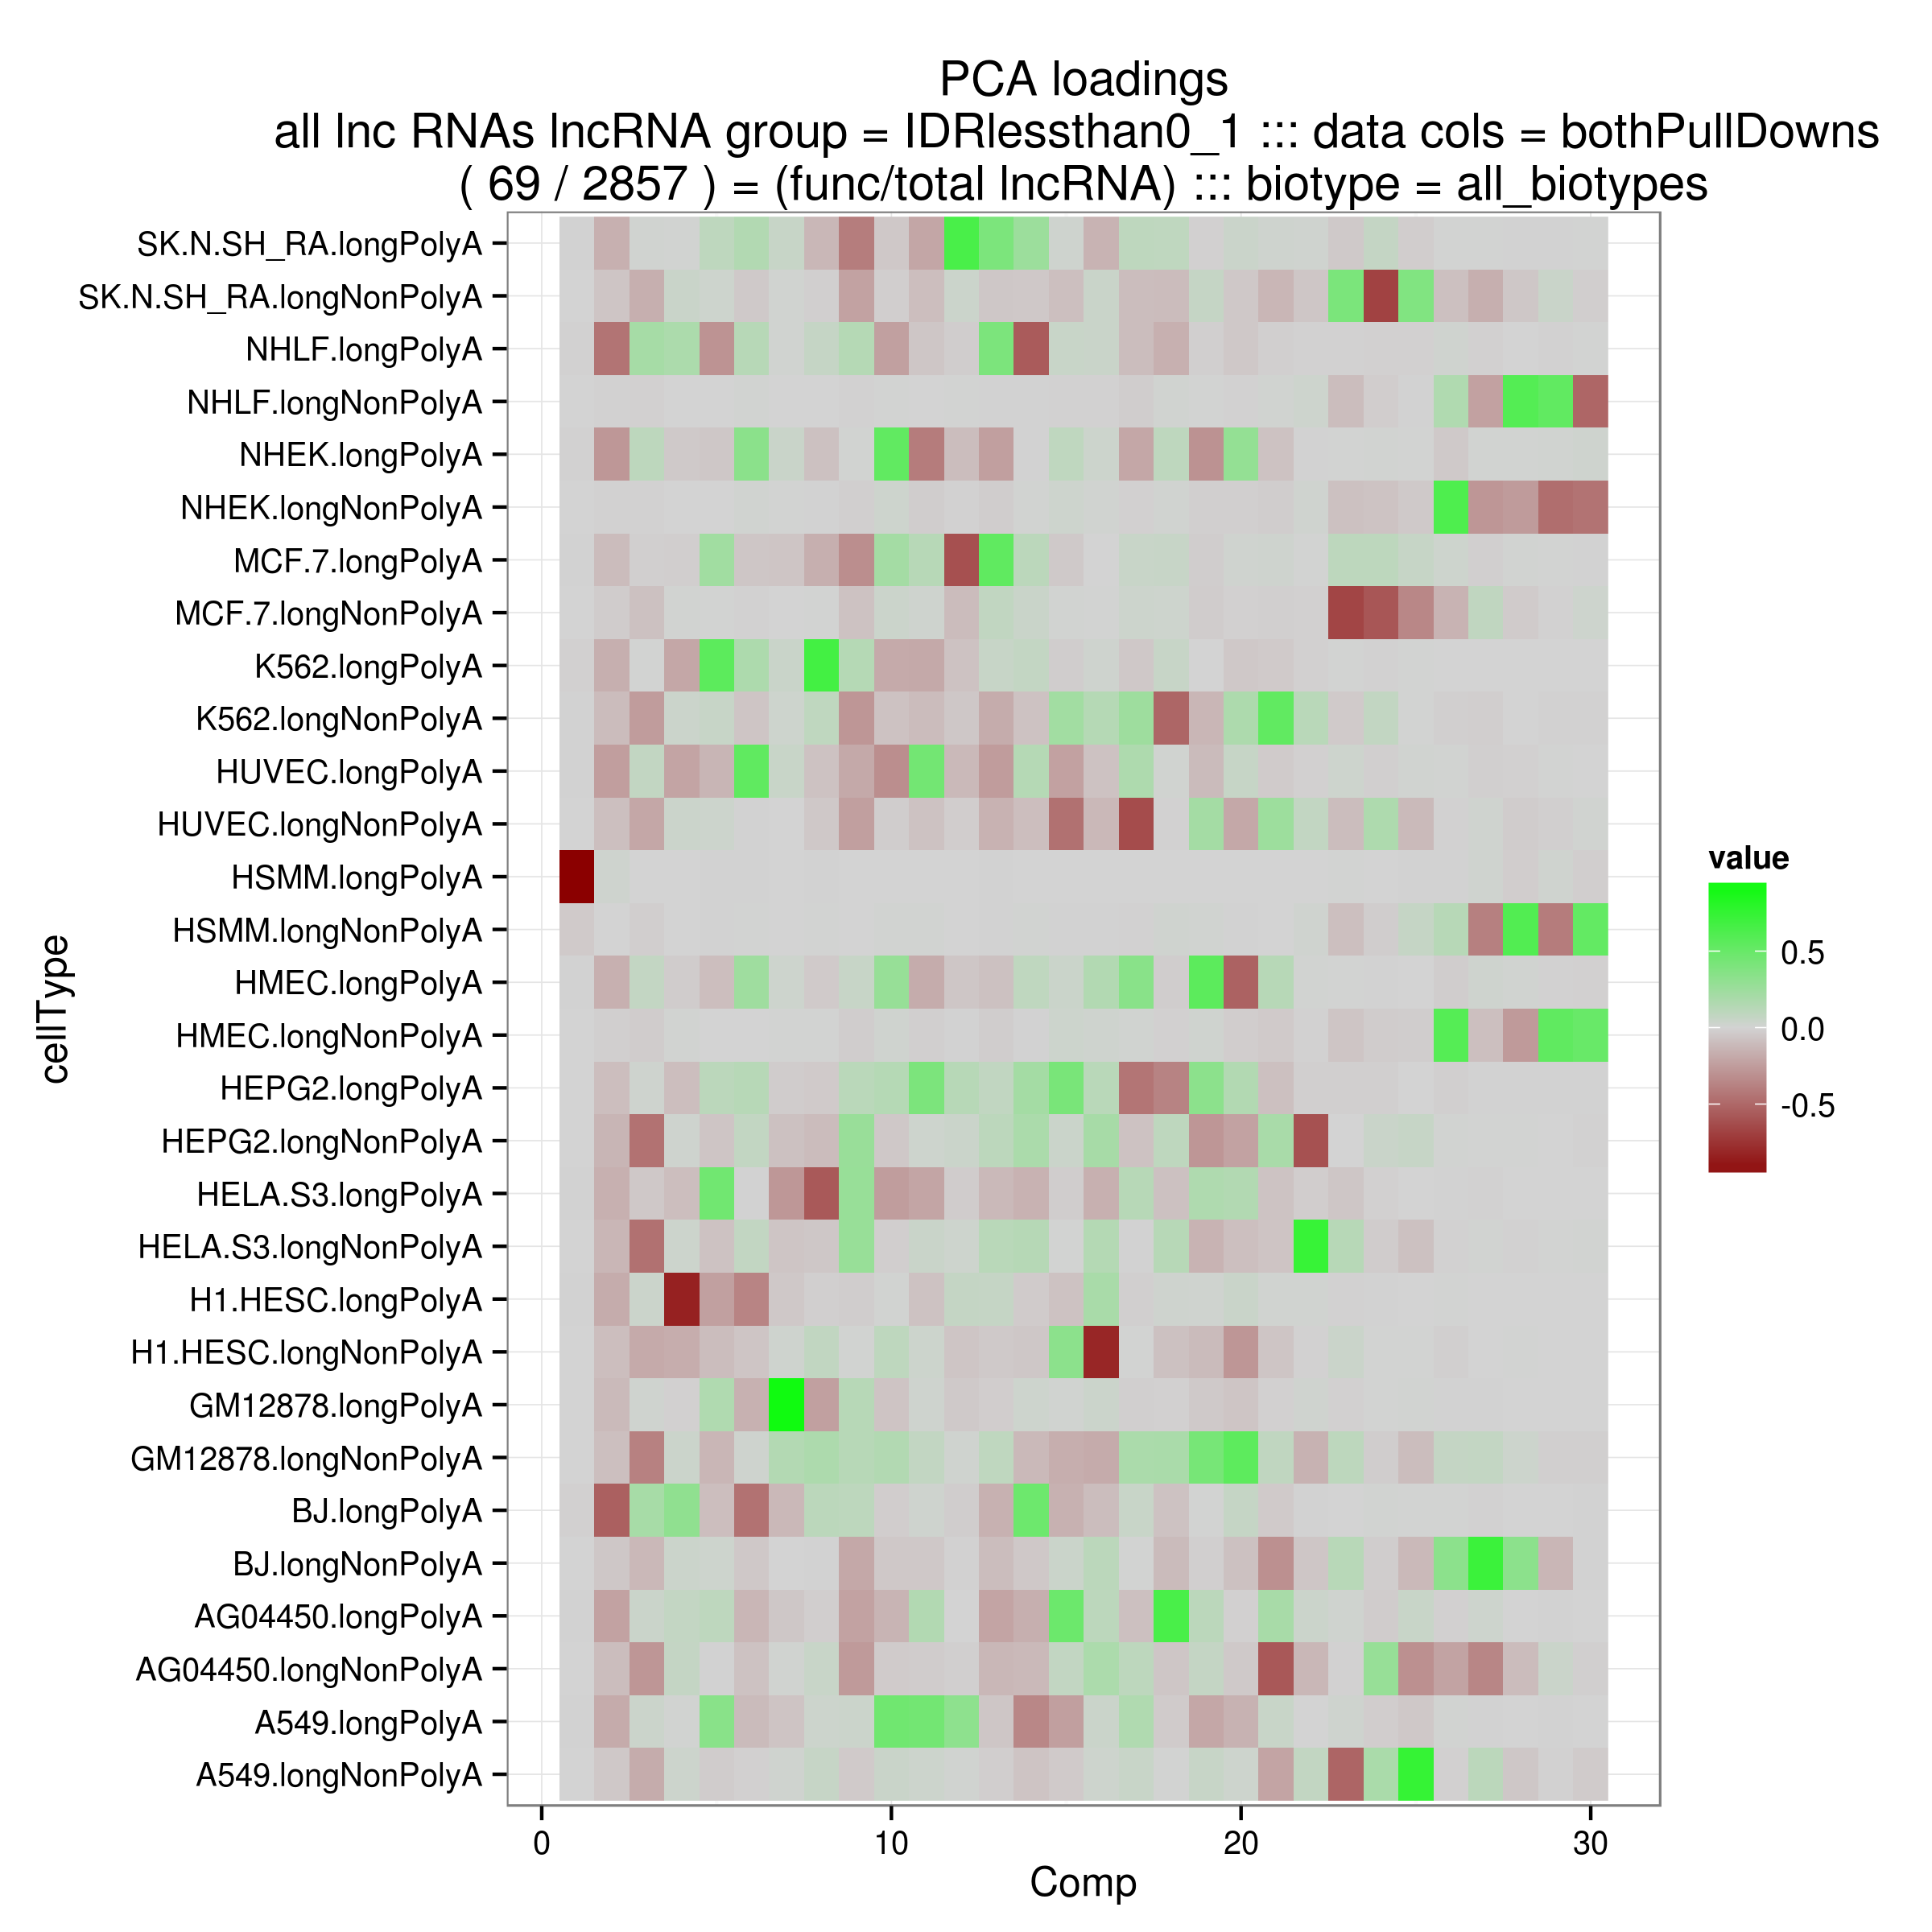 PCA loadings
all lnc RNAs lncRNA group = IDRlessthan0_1 ::: data cols = bothPullDowns
( 69 / 2857 ) = (func/total lncRNA) ::: biotype = all_biotypes
SK.N.SH_RA.longPolyA
SK.N.SH_RA.longNonPolyA
NHLF.longPolyA
NHLF.longNonPolyA
NHEK.longPolyA
NHEK.longNonPolyA
MCF.7.longPolyA
MCF.7.longNonPolyA
K562.longPolyA
K562.longNonPolyA
HUVEC.longPolyA
HUVEC.longNonPolyA
HSMM.longPolyA
HSMM.longNonPolyA
HMEC.longPolyA
HMEC.longNonPolyA
HEPG2.longPolyA
HEPG2.longNonPolyA
HELA.S3.longPolyA
HELA.S3.longNonPolyA
H1.HESC.longPolyA
H1.HESC.longNonPolyA
GM12878.longPolyA
GM12878.longNonPolyA
BJ.longPolyA
BJ.longNonPolyA
AG04450.longPolyA
AG04450.longNonPolyA
A549.longPolyA
A549.longNonPolyA
cellType
0 10 20 30
Comp
value
0.5
0.0
-0.5